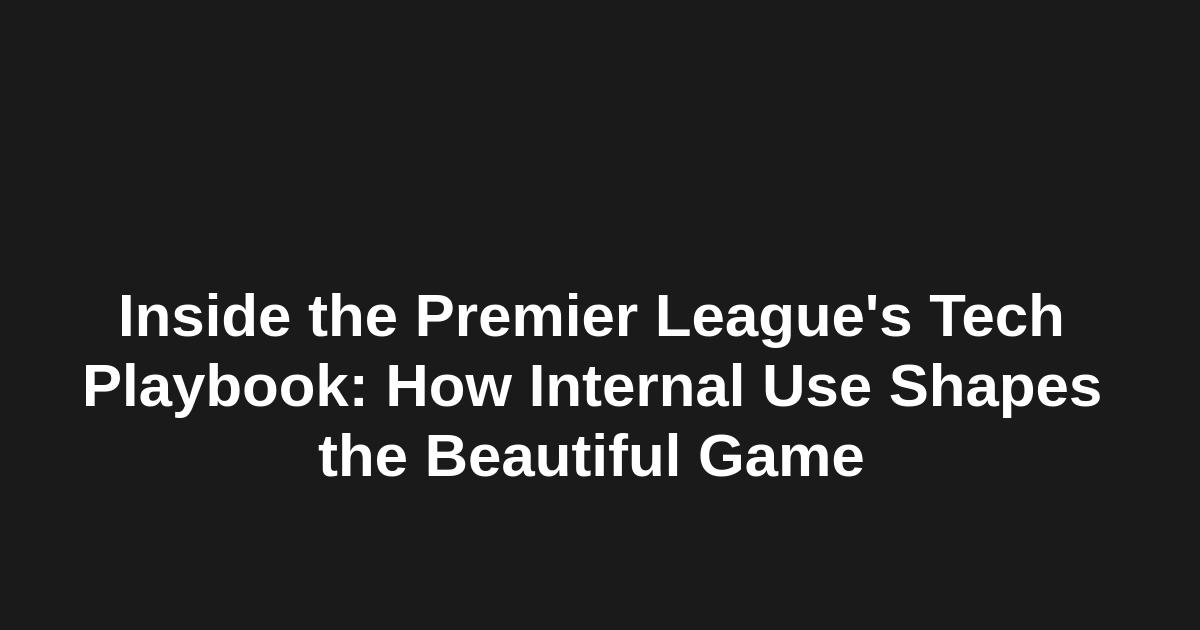 Inside the Premier League's Tech
Playbook: How Internal Use Shapes
the Beautiful Game